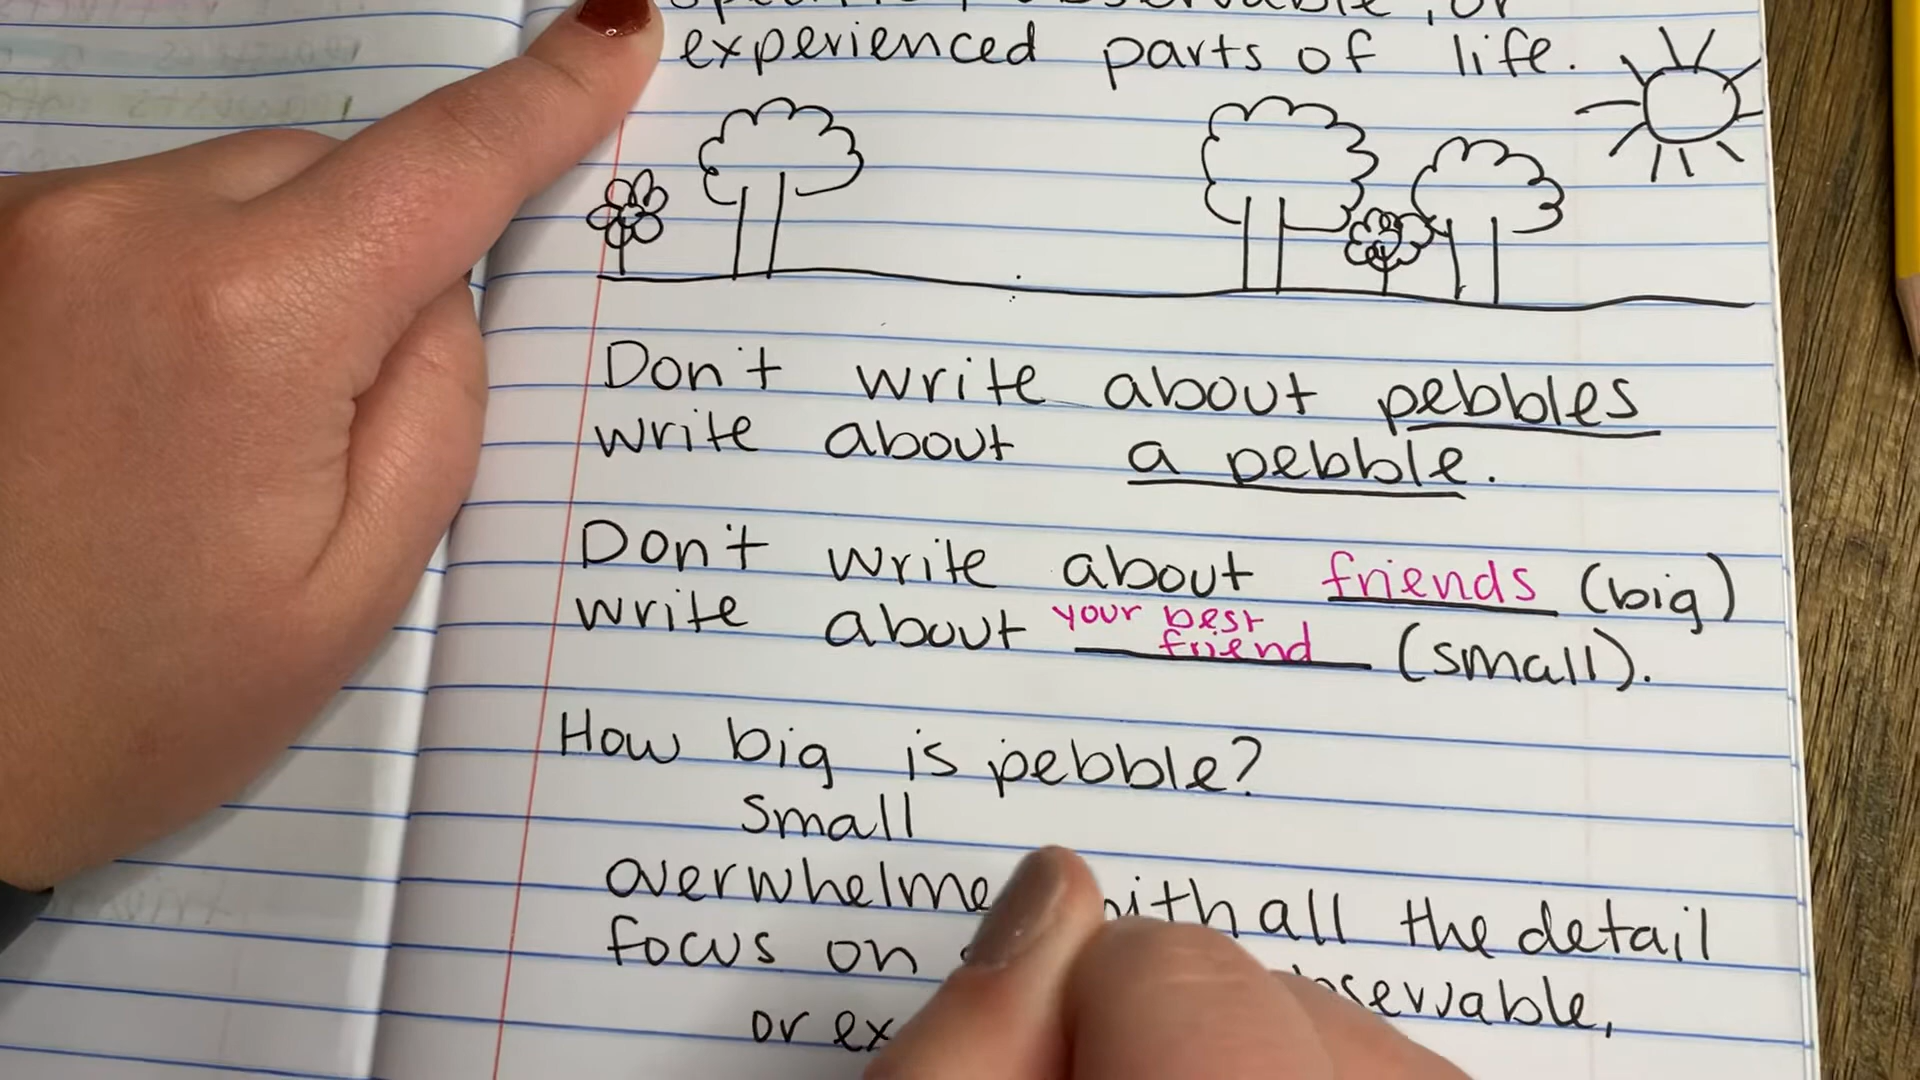 experienced parts of life.
Don't write about pebbles
write about a pebble.
Don't write about friends (big)
write about your best friend (small).
How big is pebble?
Small
overwhelme all the detail
focus on
or